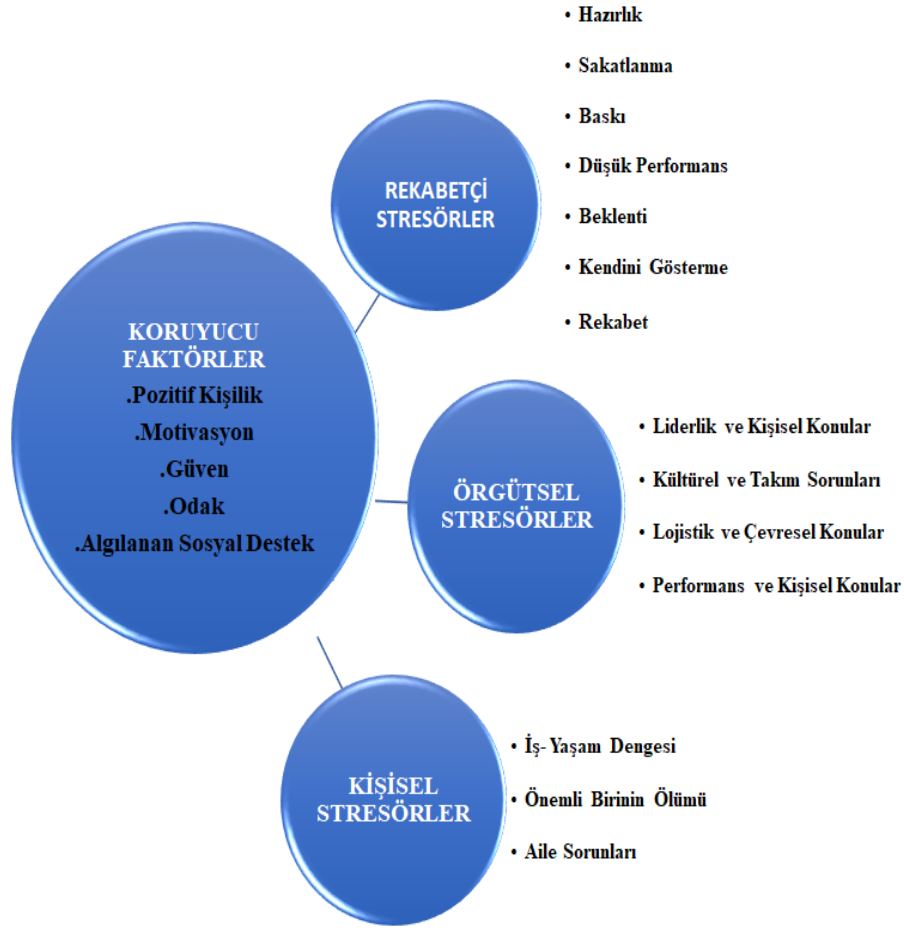 KORUYUCU
FAKTÖRLER
.Pozitif Kişilik
.Motivasyon
.Güven
.Odak
.Algılanan Sosyal Destek
REKABETÇİ
STRESÖRLER
• Hazırlık
• Sakatlanma
• Baskı
• Düşük Performans
• Beklenti
• Kendini Gösterme
• Rekabet
ÖRGÜTSEL
STRESÖRLER
• Liderlik ve Kişisel Konular
• Kültürel ve Takım Sorunları
• Lojistik ve Çevresel Konular
• Performans ve Kişisel Konular
KİŞİSEL
STRESÖRLER
• İş- Yaşam Dengesi
• Önemli Birinin Ölümü
• Aile Sorunları